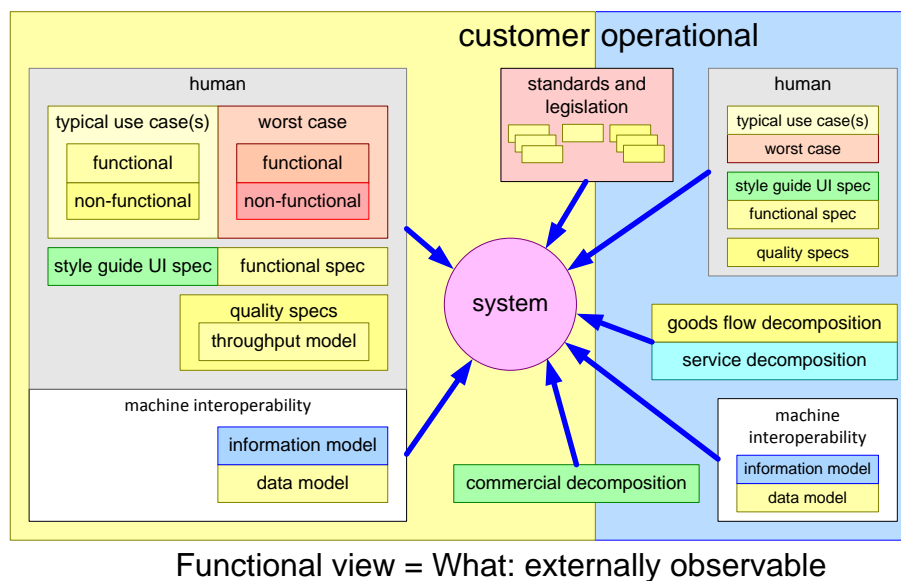 customer operational
human
typical use case(s)
functional
non-functional
worst case
functional
non-functional
style guide UI spec
functional spec
quality specs
throughput model
machine interoperability
information model
data model
standards and
legislation
system
commercial decomposition
human
typical use case(s)
worst case
style guide UI spec
functional spec
quality specs
goods flow decomposition
service decomposition
machine
interoperability
information model
data model
Functional view = What: externally observable